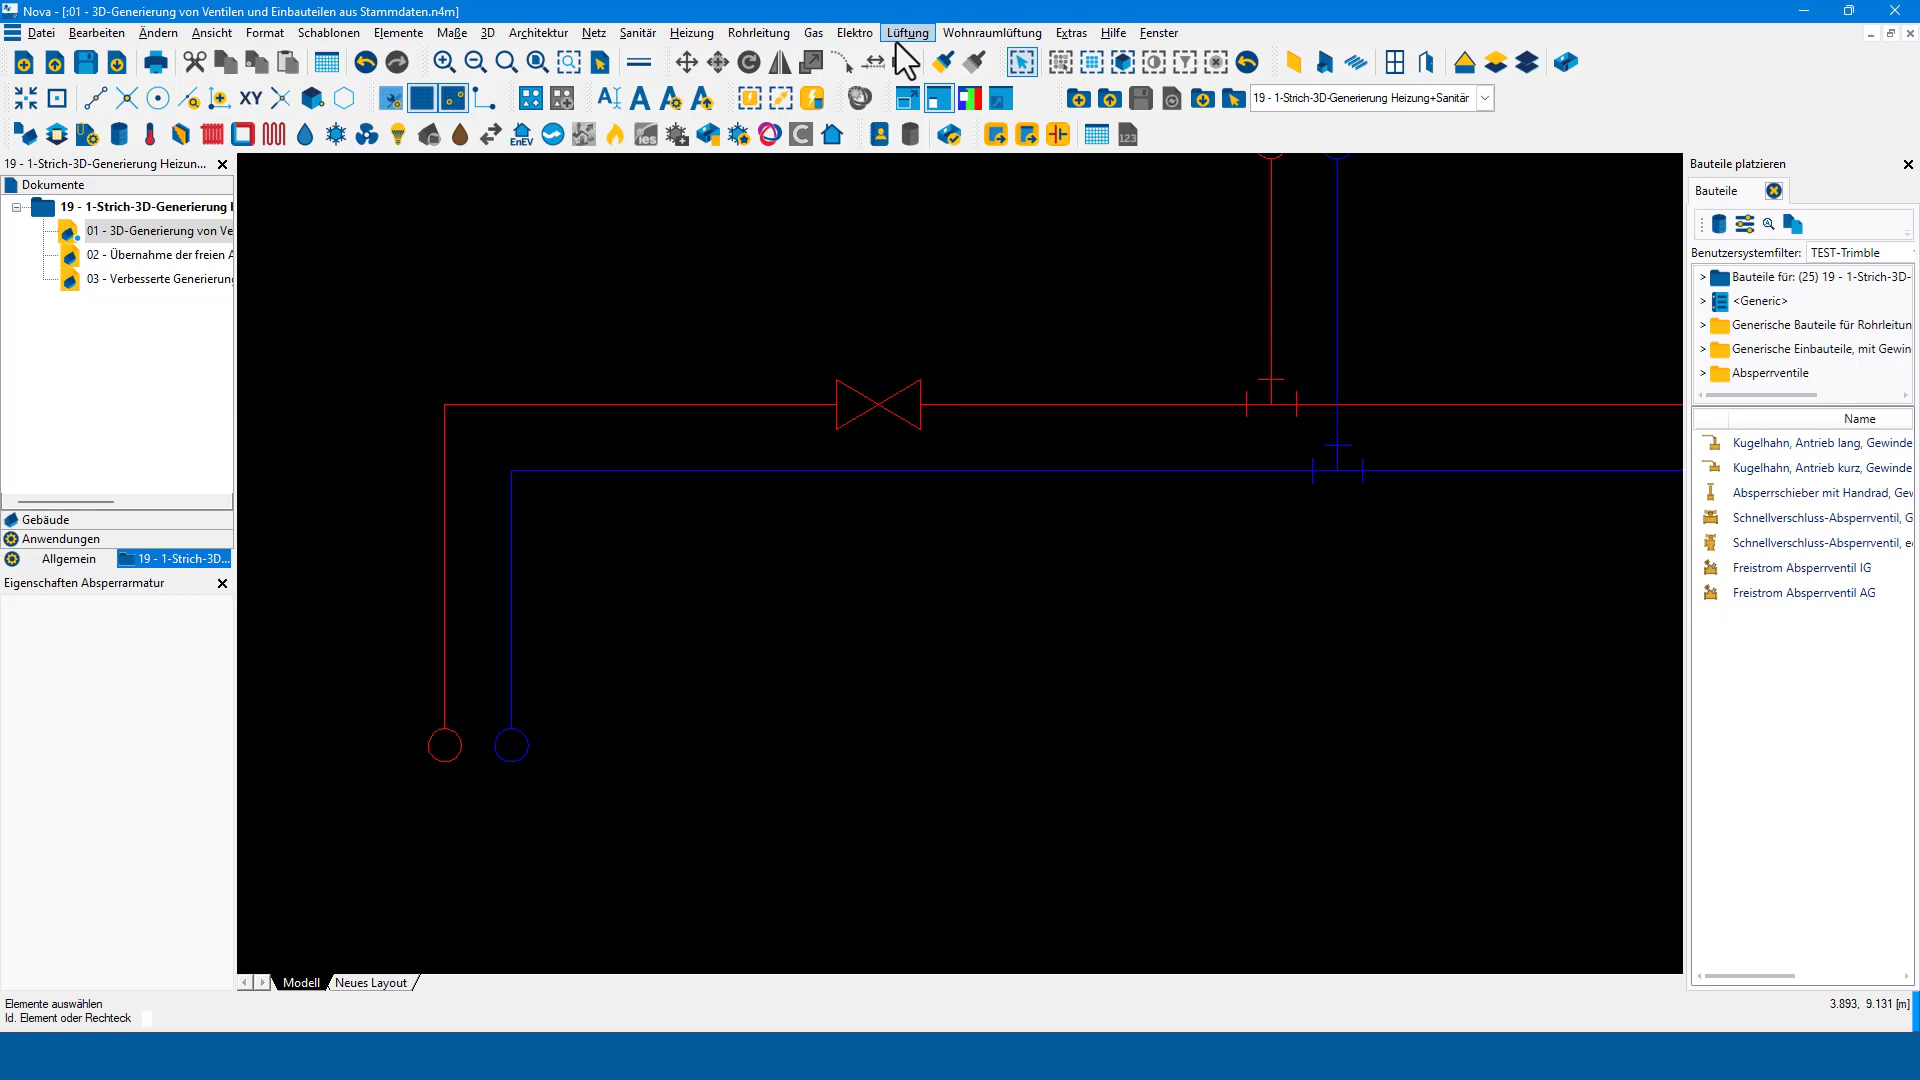 Nova - [:01 - 3D-Generierung von Ventilen und Einbauteilen aus Stammdaten.n4m]
Datei Bearbeiten Ändern Ansicht Format Schablonen Elemente Maße 3D Architektur Netz Sanitär Heizung Rohrleitung Gas Elektro Lüftung Wohnraumlüftung Extras Hilfe Fenster
XY 19 - 1-Strich-3D-Generierung Heizung+Sanitär
EnEV ies 123
19 - 1-Strich-3D-Generierung Heizun...
Dokumente
19 - 1-Strich-3D-Generierung
01 - 3D-Generierung von Ve
02 - Übernahme der freien
03 - Verbesserte Generierung
Gebäude
Anwendungen
Allgemein 19 - 1-Strich-3D...
Eigenschaften Absperrarmatur
Bauteile platzieren
Bauteile
Benutzersystemfilter: TEST-Trimble
Bauteile für: (25) 19 - 1-Strich-3D-
<Generic>
Generische Bauteile für Rohrleitun
Generische Einbauteile, mit Gewin
Absperrventile
Name
Kugelhahn, Antrieb lang, Gewinde
Kugelhahn, Antrieb kurz, Gewinde
Absperrschieber mit Handrad, Gew
Schnellverschluss-Absperrventil, G
Schnellverschluss-Absperrventil, e
Freistrom Absperrventil IG
Freistrom Absperrventil AG
Modell Neues Layout
Elemente auswählen
Id. Element oder Rechteck
3.893, 9.131 [m]